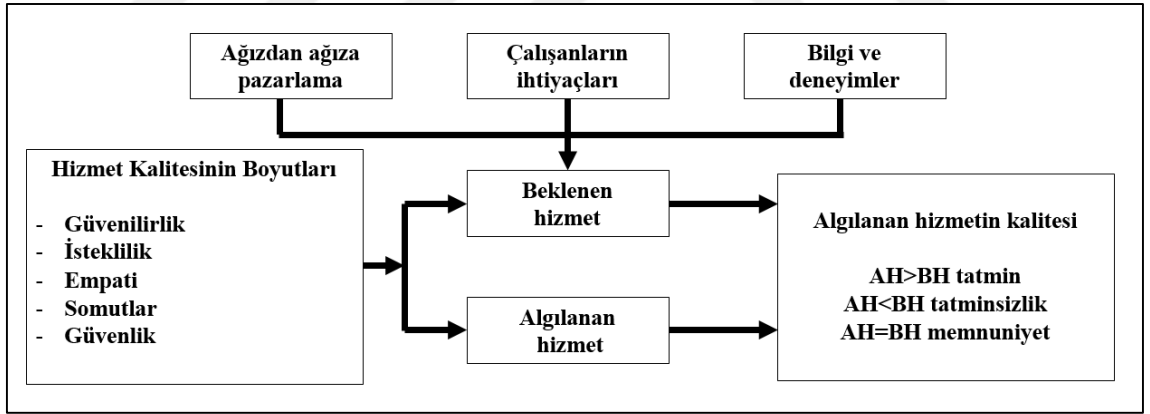 Ağızdan ağıza
pazarlama
Çalışanların
ihtiyaçları
Bilgi ve
deneyimler
Hizmet Kalitesinin Boyutları
- Güvenilirlik
- İsteklilik
- Empati
- Somutlar
- Güvenlik
Beklenen
hizmet
Algılanan
hizmet
Algılanan hizmetin kalitesi
AH>BH tatmin
AH<BH tatminsizlik
AH=BH memnuniyet